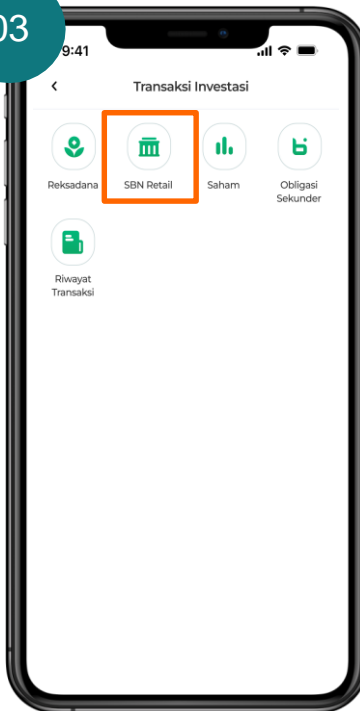 03
9:41
Transaksi Investasi
Reksadana
SBN Retail
Saham
Obligasi
Sekunder
Riwayat
Transaksi